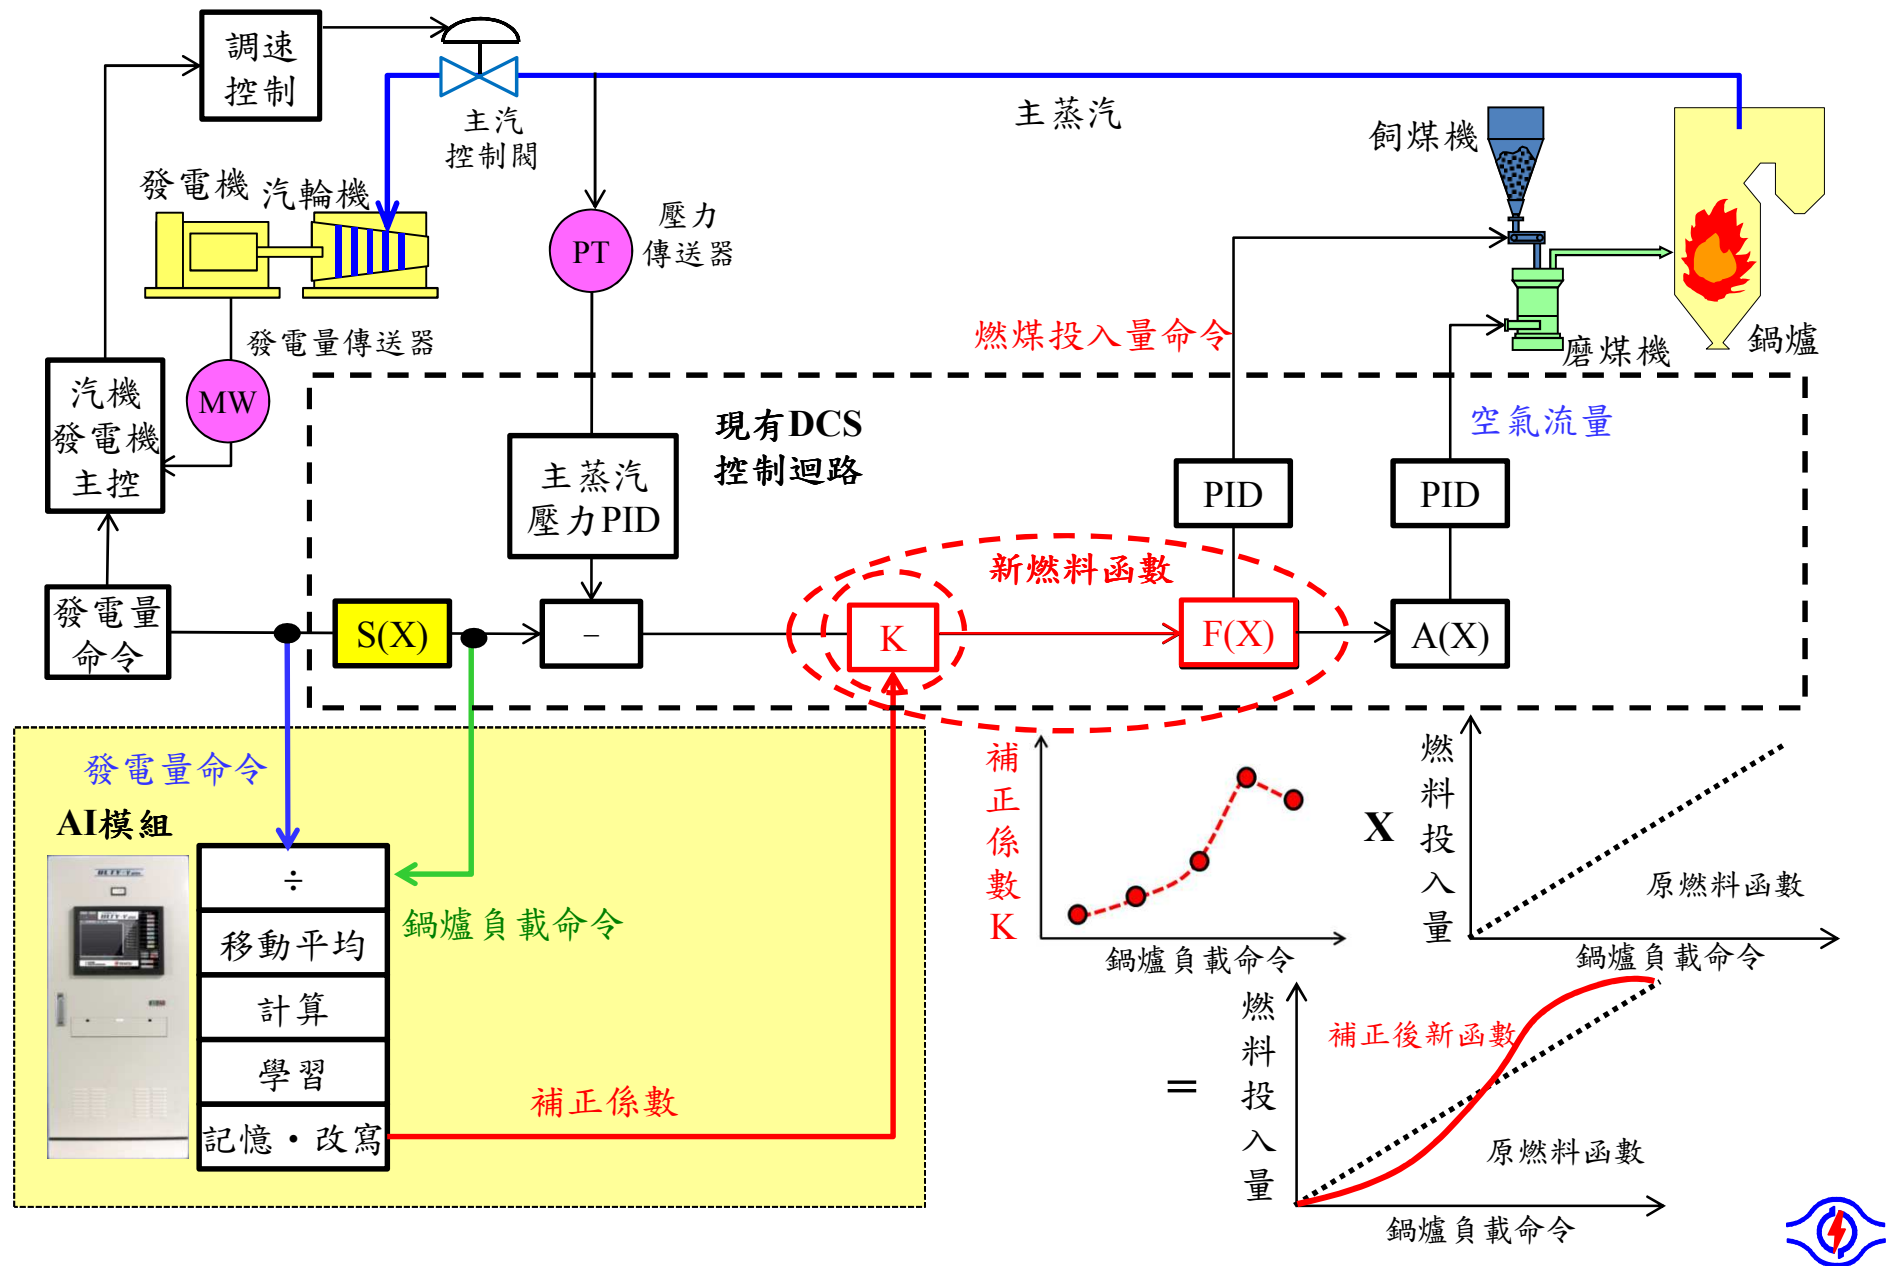 調速
控制
主汽
控制閥
主蒸汽
飼煤機
發電機
汽輪機
PT
壓力
傳送器
燃煤投入量命令
磨煤機
鍋爐
發電量傳送器
MW
汽機
發電機
主控
現有DCS
控制迴路
空氣流量
主蒸汽
壓力PID
PID
PID
新燃料函數
發電量
命令
S(X)
−
K
F(X)
A(X)
發電量命令
AI模組
÷
移動平均
計算
學習
記憶・改寫
鍋爐負載命令
補正係數
補正係數K
鍋爐負載命令
X
燃料投入量
原燃料函數
鍋爐負載命令
=
燃料投入量
補正後新函數
原燃料函數
鍋爐負載命令